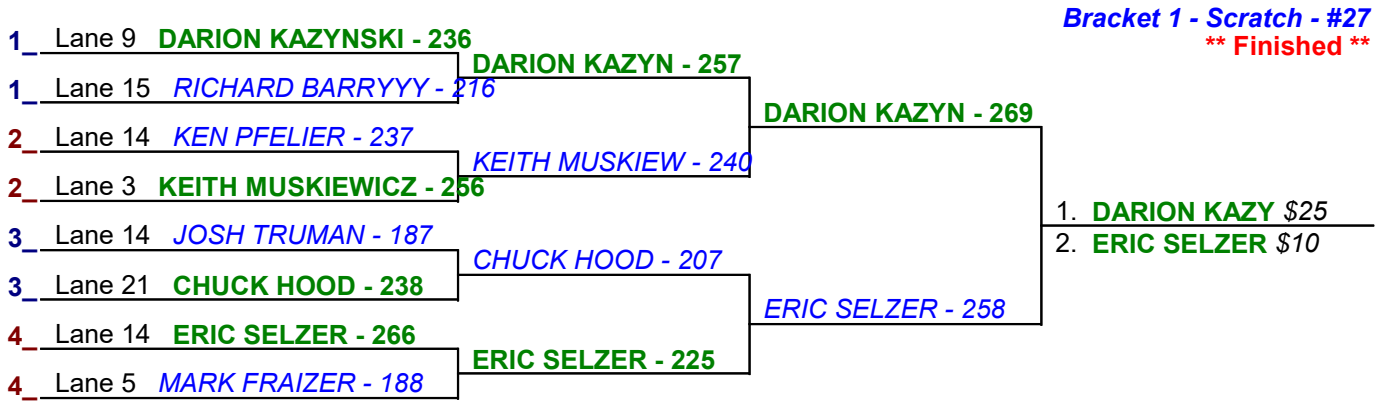 Bracket 1 - Scratch - #27
** Finished **
1_ Lane 9 DARION KAZYNSKI - 236
1_ Lane 15 RICHARD BARRYYY - 216
2_ Lane 14 KEN PFELIER - 237
2_ Lane 3 KEITH MUSKIEWICZ - 256
3_ Lane 14 JOSH TRUMAN - 187
3_ Lane 21 CHUCK HOOD - 238
4_ Lane 14 ERIC SELZER - 266
4_ Lane 5 MARK FRAIZER - 188
DARION KAZYN - 257
KEITH MUSKIEW - 240
CHUCK HOOD - 207
ERIC SELZER - 225
DARION KAZYN - 269
ERIC SELZER - 258
1. DARION KAZY $25
2. ERIC SELZER $10